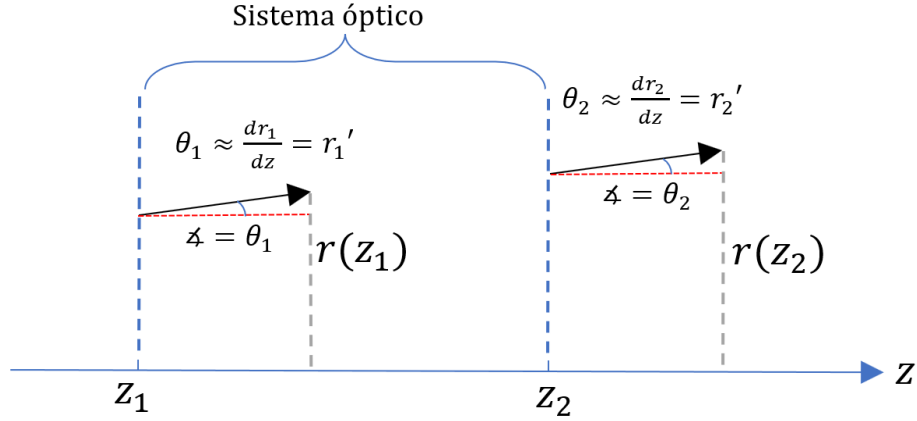 Sistema óptico
θ₁ ≈ dr₁/dz = r₁′
θ₂ ≈ dr₂/dz = r₂′
∡ = θ₁
∡ = θ₂
r(z₁)
r(z₂)
z₁
z₂
z